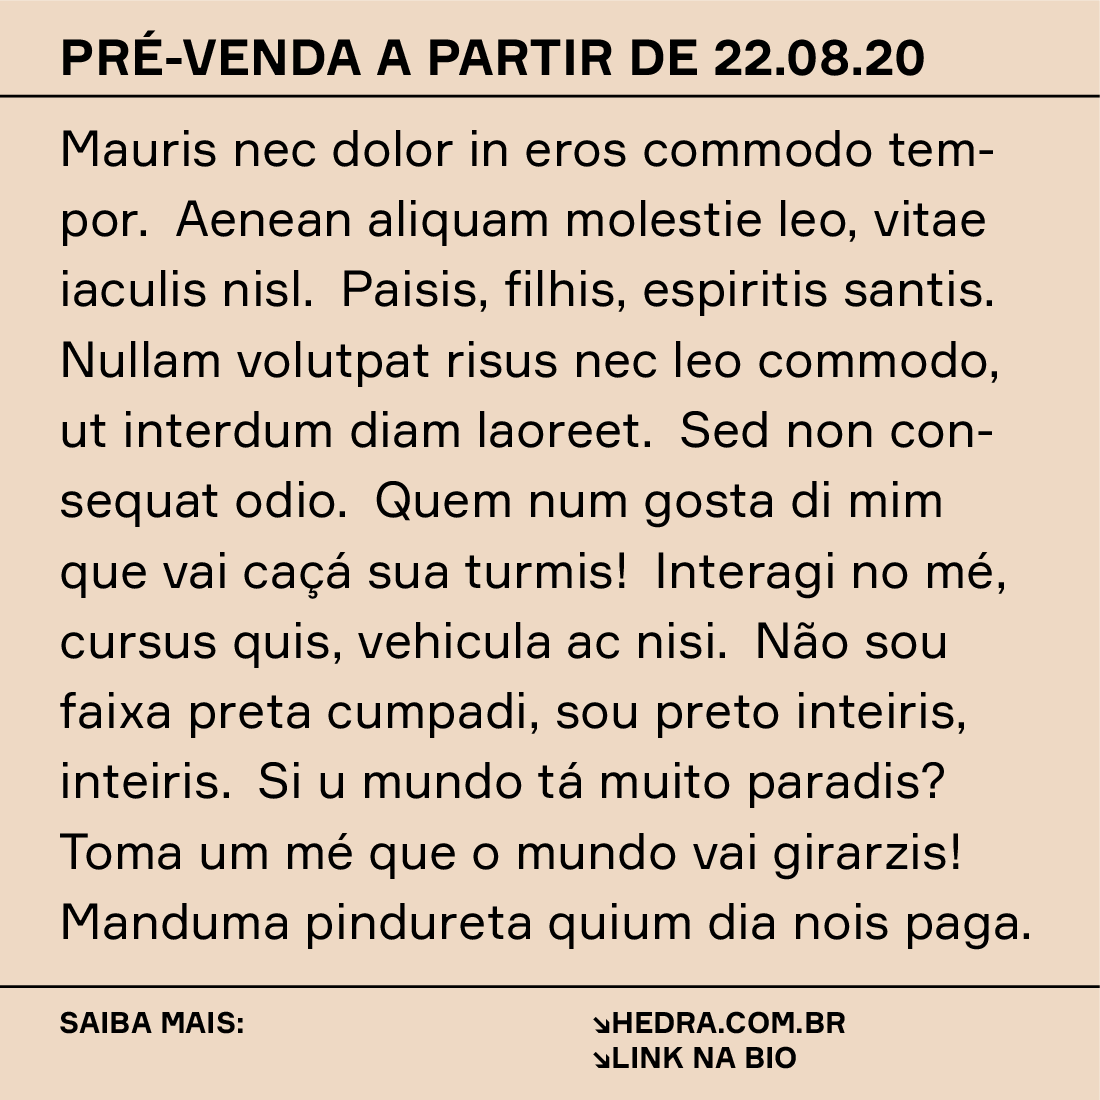 PRÉ-VENDA A PARTIR DE 22.08.20
Mauris nec dolor in eros commodo tem-
por.  Aenean aliquam molestie leo, vitae
iaculis nisl.  Paisis, filhis, espiritis santis.
Nullam volutpat risus nec leo commodo,
ut interdum diam laoreet.  Sed non con-
sequat odio.  Quem num gosta di mim
que vai caçá sua turmis!  Interagi no mé,
cursus quis, vehicula ac nisi.  Não sou
faixa preta cumpadi, sou preto inteiris,
inteiris.  Si u mundo tá muito paradis?
Toma um mé que o mundo vai girarzis!
Manduma pindureta quium dia nois paga.
SAIBA MAIS:
↘HEDRA.COM.BR
↘LINK NA BIO